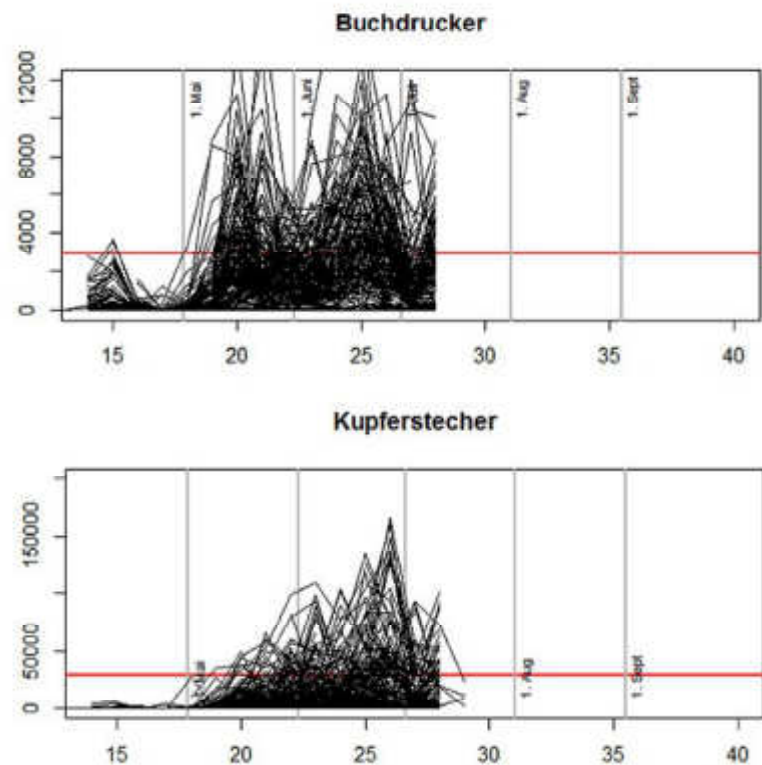 Buchdrucker
12000
8000
4000
0
1. Mai
1. Juni
1. Aug
1. Sept
15 20 25 30 35 40
Kupferstecher
150000
50000
0
1. Aug
1. Sept
15 20 25 30 35 40